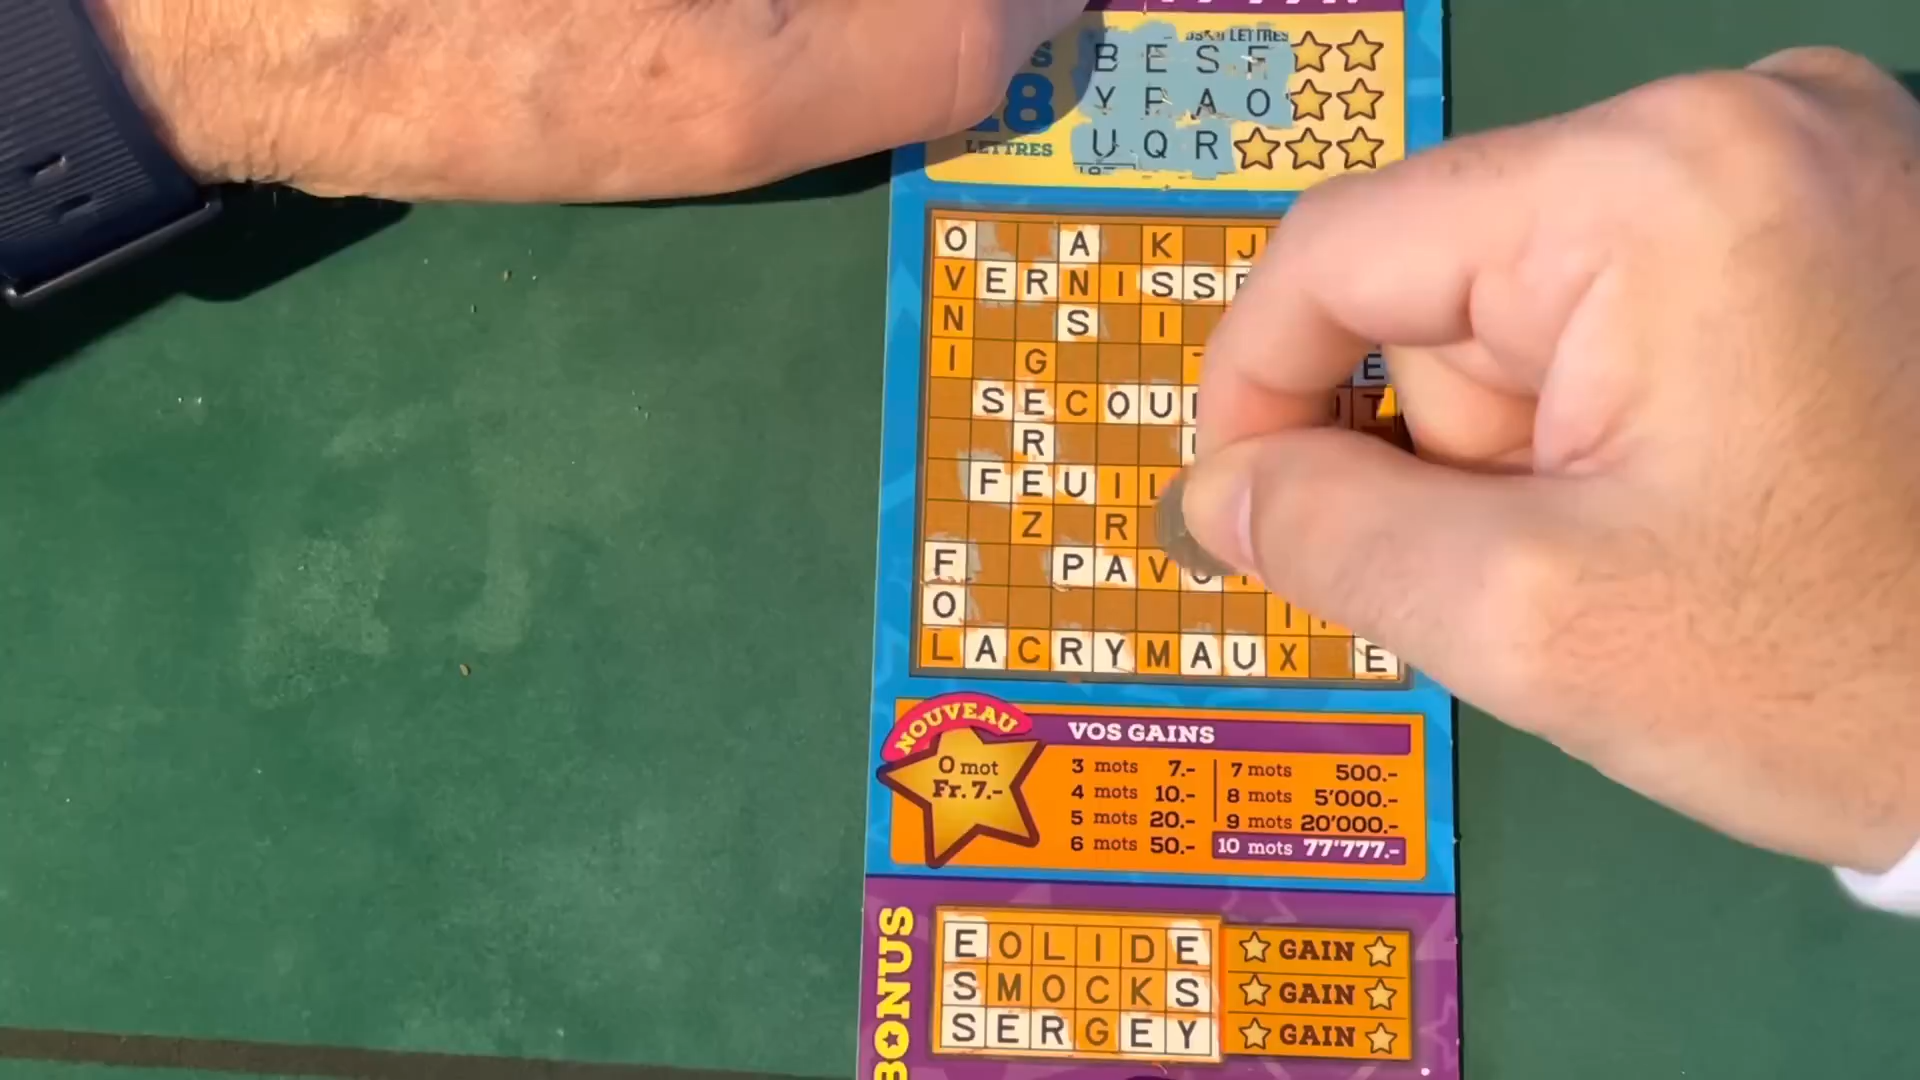 LETTRES
B E S F
18
Y P A O
LETTRES
U Q R
O A K J
V E R N I S S E
N S I
I G E
S E C O U
R
F E U I L
Z R
F P A V O
O I
L A C R Y M A U X E
NOUVEAU
0 mot
Fr. 7.-
VOS GAINS
3 mots 7.- 7 mots 500.-
4 mots 10.- 8 mots 5'000.-
5 mots 20.- 9 mots 20'000.-
6 mots 50.- 10 mots 77'777.-
BONUS
E O L I D E GAIN
S M O C K S GAIN
S E R G E Y GAIN